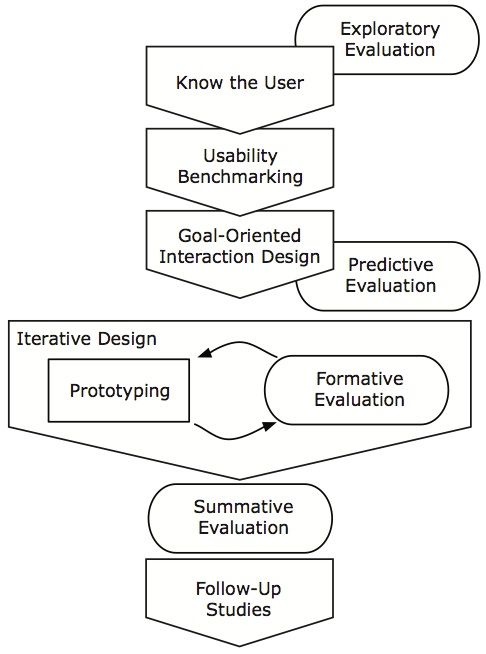 Exploratory
Evaluation
Know the User
Usability
Benchmarking
Goal-Oriented
Interaction Design
Predictive
Evaluation
Iterative Design
Prototyping
Formative
Evaluation
Summative
Evaluation
Follow-Up
Studies